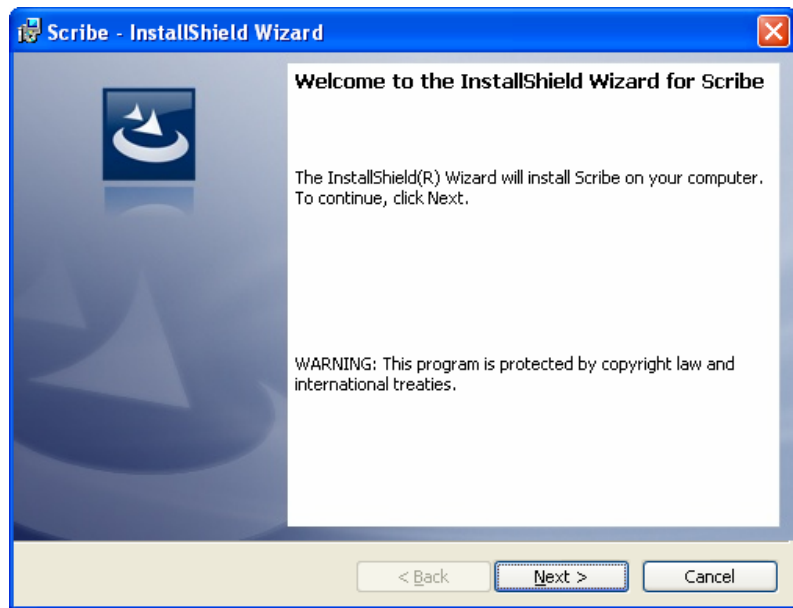 Scribe - InstallShield Wizard
Welcome to the InstallShield Wizard for Scribe
The InstallShield(R) Wizard will install Scribe on your computer.
To continue, click Next.
WARNING: This program is protected by copyright law and
international treaties.
< Back
Next >
Cancel